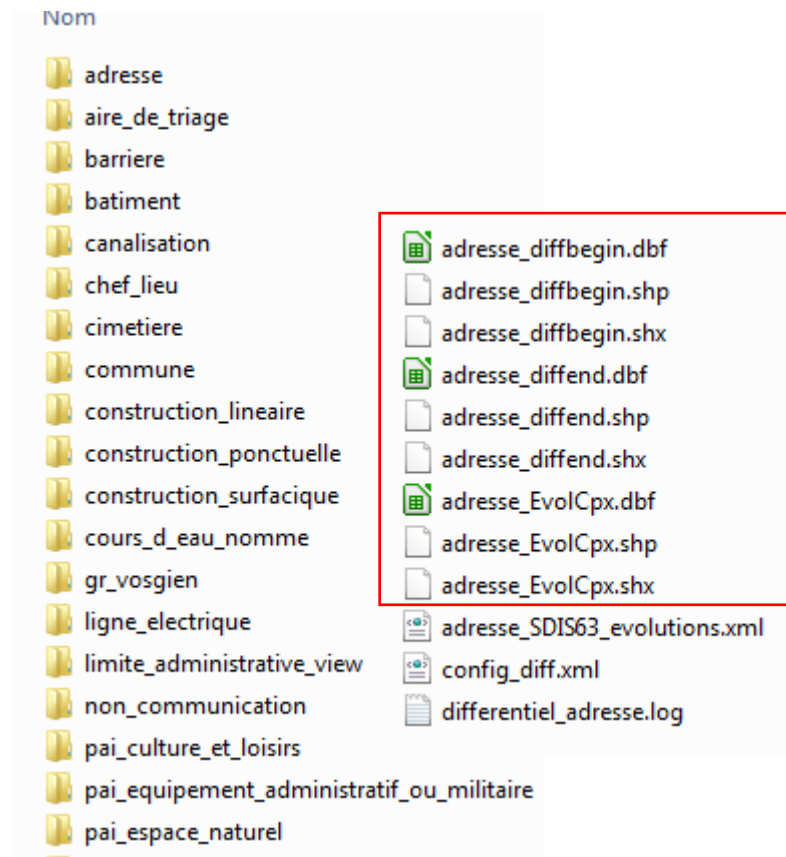 Nom
adresse
aire_de_triage
barriere
batiment
canalisation
chef_lieu
cimetiere
commune
construction_lineaire
construction_ponctuelle
construction_surfacique
cours_d_eau_nomme
gr_vosgien
ligne_electrique
limite_administrative_view
non_communication
pai_culture_et_loisirs
pai_equipement_administratif_ou_militaire
pai_espace_naturel
adresse_diffbegin.dbf
adresse_diffbegin.shp
adresse_diffbegin.shx
adresse_diffend.dbf
adresse_diffend.shp
adresse_diffend.shx
adresse_EvolCpx.dbf
adresse_EvolCpx.shp
adresse_EvolCpx.shx
adresse_SDIS63_evolutions.xml
config_diff.xml
differentiel_adresse.log